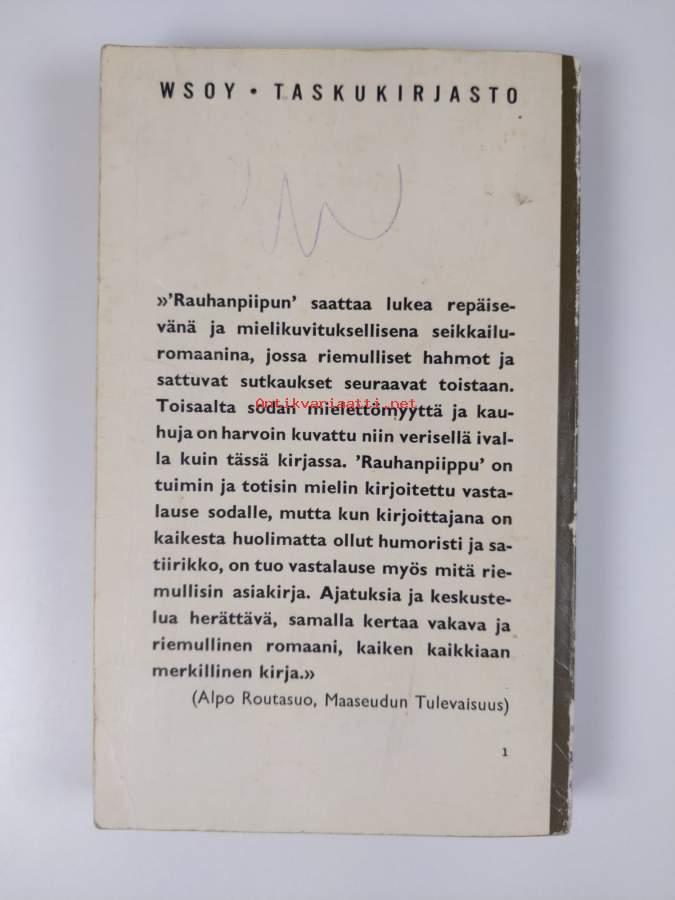 WSOY • TASKUKIRJASTO
»'Rauhanpiipun' saattaa lukea repäise-
vänä ja mielikuvituksellisena seikkailu-
romaanina, jossa riemulliset hahmot ja
sattuvat sutkaukset seuraavat toistaan.
Antikvariaatti.net
Toisaalta sodan mielettömyyttä ja kau-
huja on harvoin kuvattu niin verisellä ival-
la kuin tässä kirjassa. 'Rauhanpiippu' on
tuimin ja totisin mielin kirjoitettu vasta-
lause sodalle, mutta kun kirjoittajana on
kaikesta huolimatta ollut humoristi ja sa-
tiirikko, on tuo vastalause myös mitä rie-
mullisin asiakirja. Ajatuksia ja keskuste-
lua herättävä, samalla kertaa vakava ja
riemullinen romaani, kaiken kaikkiaan
merkillinen kirja.»
(Alpo Routasuo, Maaseudun Tulevaisuus)
1